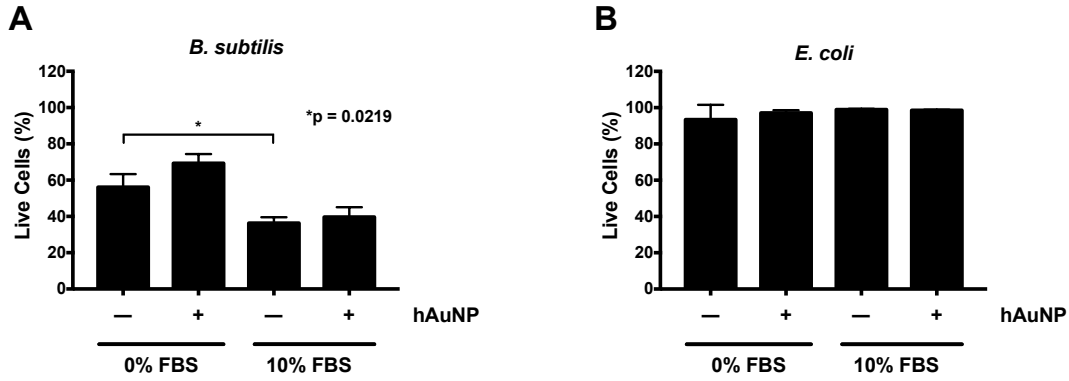 A
B. subtilis
120
100
80
60
40
20
0
Live Cells (%)
*
*p = 0.0219
— + — + hAuNP
0% FBS 10% FBS
B
E. coli
120
100
80
60
40
20
0
Live Cells (%)
— + — + hAuNP
0% FBS 10% FBS